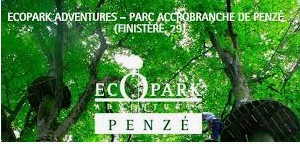 ECOPARK ADVENTURES – PARC ACCROBRANCHE DE PENZE
(FINISTÈRE, 29)
ECOPARK
ADVENTURES
PENZÉ